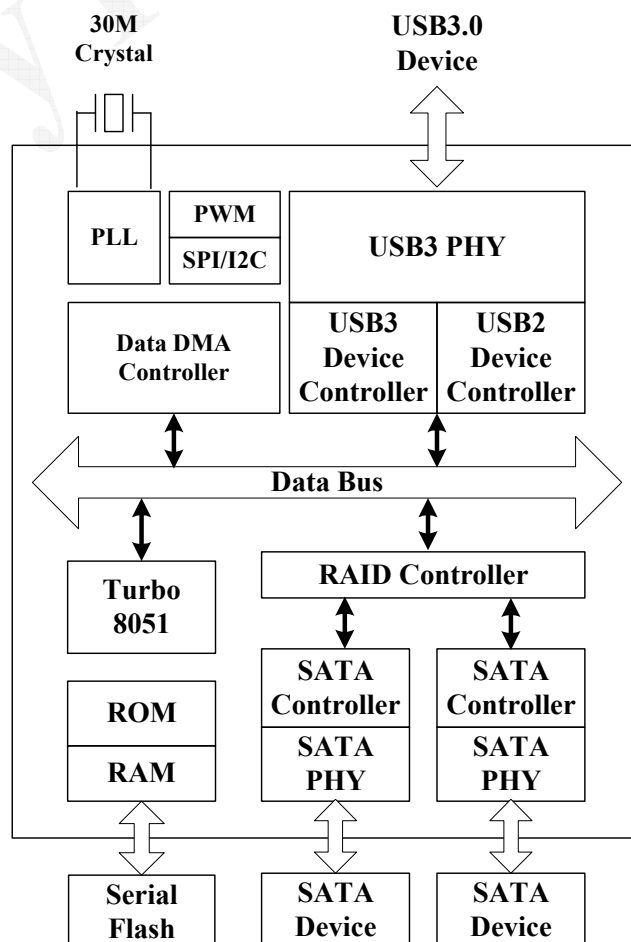 30M
Crystal
USB3.0
Device
PLL
PWM
SPI/I2C
USB3 PHY
Data DMA
Controller
USB3
Device
Controller
USB2
Device
Controller
Data Bus
Turbo
8051
RAID Controller
ROM
RAM
SATA
Controller
SATA
PHY
SATA
Controller
SATA
PHY
Serial
Flash
SATA
Device
SATA
Device